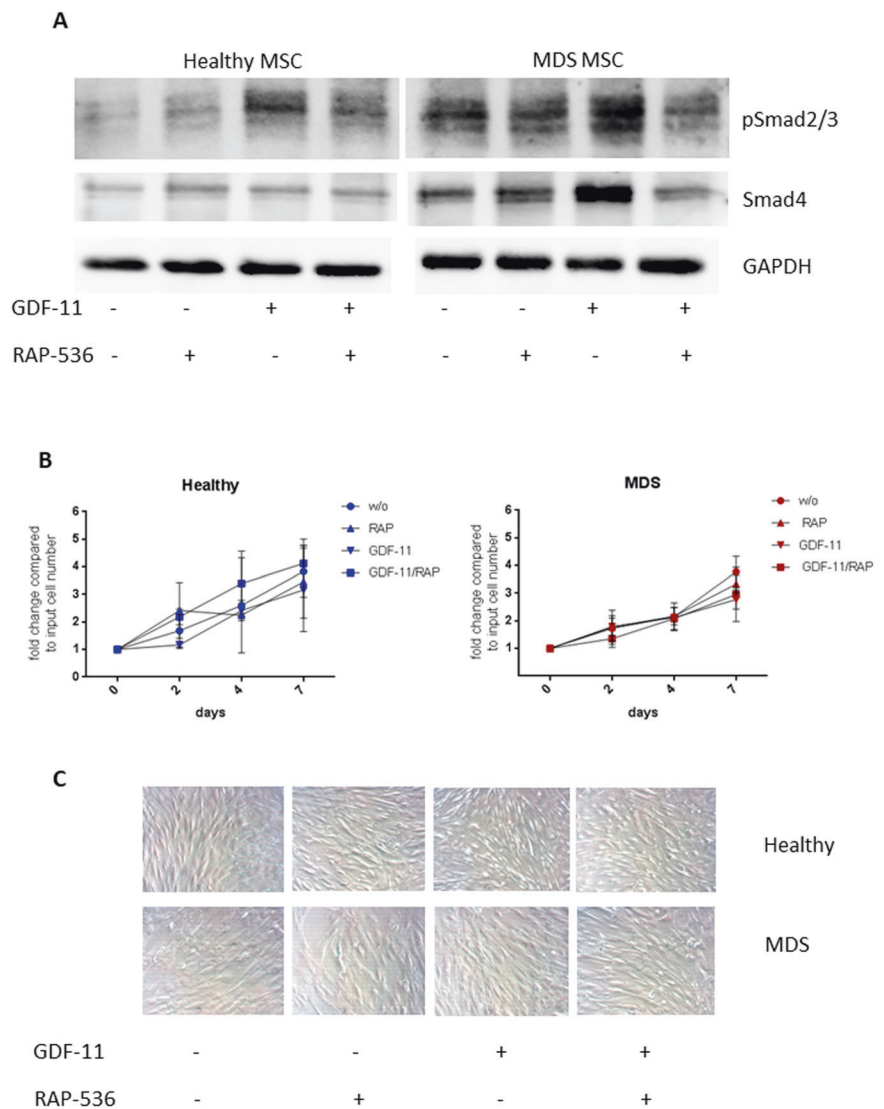 A
Healthy MSC MDS MSC
pSmad2/3
Smad4
GAPDH
GDF-11 - - + + - - + +
RAP-536 - + - + - + - +
B
Healthy
fold change compared
to input cell number
6
5
4
3
2
1
0
0 2 4 7
days
w/o
RAP
GDF-11
GDF-11/RAP
MDS
fold change compared
to input cell number
6
5
4
3
2
1
0 2 4 7
days
w/o
RAP
GDF-11
GDF-11/RAP
C
Healthy
MDS
GDF-11 - - + +
RAP-536 - + - +